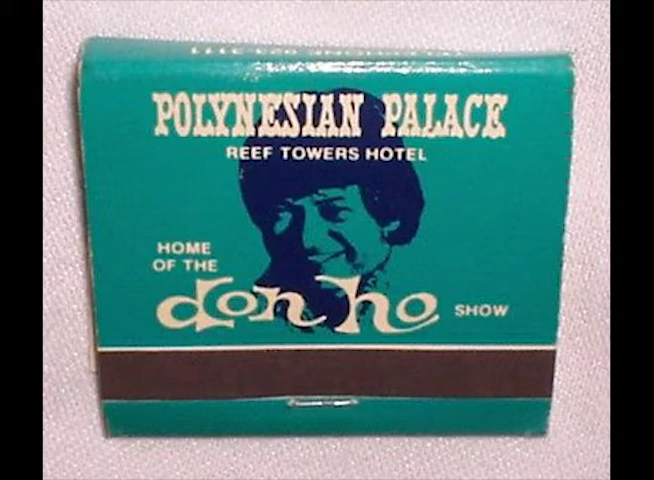 POLYNESIAN PALACE
REEF TOWERS HOTEL
HOME
OF THE
don ho SHOW